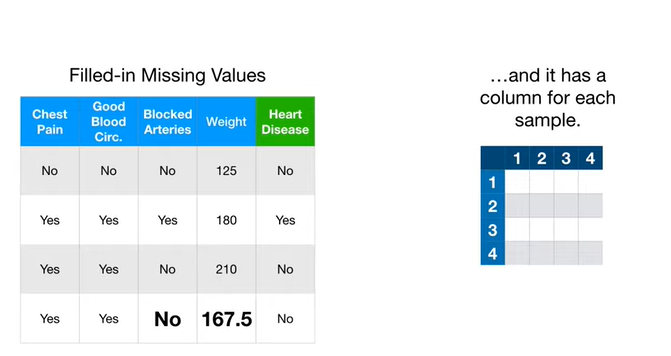 Filled-in Missing Values
Chest Pain Good Blood Circ. Blocked Arteries Weight Heart Disease
No No No 125 No
Yes Yes Yes 180 Yes
Yes Yes No 210 No
Yes Yes No 167.5 No
…and it has a
column for each
sample.
1 2 3 4
1
2
3
4